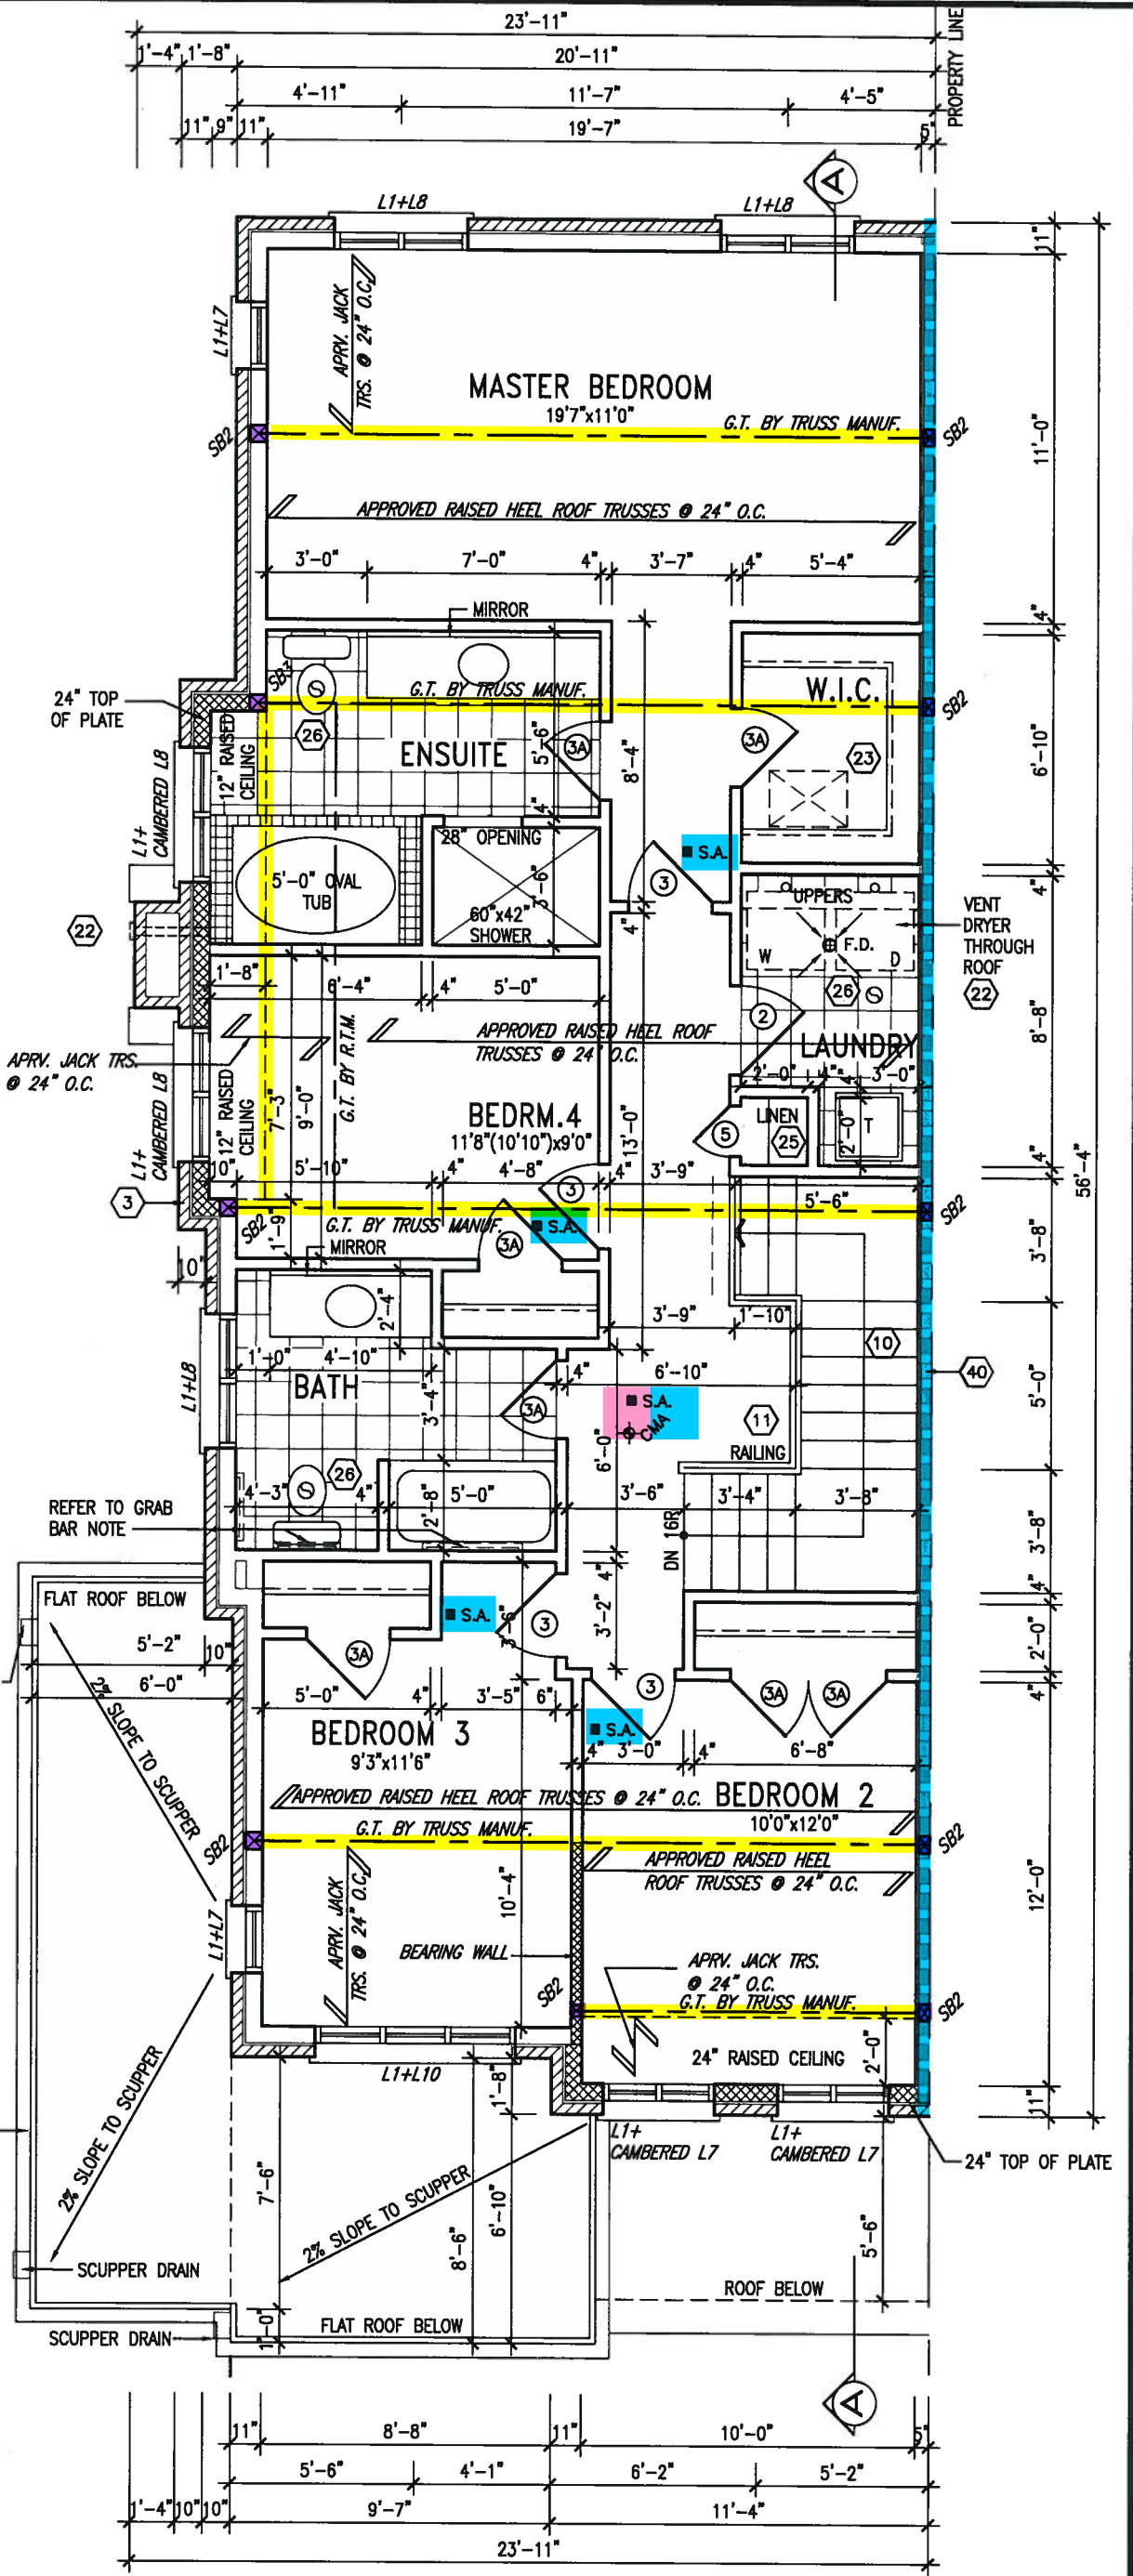 23'-11"
PROPERTY LINE
1'-4" 1'-8" 20'-11"
4'-11" 11'-7" 4'-5"
11" 9" 11" 19'-7" 5"
A
L1+L8 L1+L8
11"
L1+L7
APRV. JACK
TRS. @ 24" O.C.
MASTER BEDROOM
19'7"x11'0"
G.T. BY TRUSS MANUF.
SB2 SB2
11'-0"
APPROVED RAISED HEEL ROOF TRUSSES @ 24" O.C.
3'-0" 7'-0" 4" 3'-7" 4" 5'-4"
MIRROR
4"
24" TOP
OF PLATE
SB3
G.T. BY TRUSS MANUF.
W.I.C.
SB2
12" RAISED
CEILING
26
ENSUITE
5'-6"
3A
8'-4"
3A
23
6'-10"
L1+
CAMBERED L8
4"
28" OPENING
S.A.
5'-0" OVAL
TUB
3'-6"
60"x42"
SHOWER
3
4"
UPPERS
4"
VENT
DRYER
THROUGH
ROOF
22
22
W F.D. D
26
1'-8" 6'-4" 4" 5'-0"
2
8'-8"
APRV. JACK TRS.
@ 24" O.C.
G.T. BY R.T.M.
APPROVED RAISED HEEL ROOF
TRUSSES @ 24" O.C.
LAUNDRY
2'-0" 4" 4" 3'-0"
L1+
CAMBERED L8
12" RAISED
CEILING
7'-3"
9'-0"
BEDRM.4
11'8"(10'10")x9'0"
13'-0"
5
LINEN
25
2'-0"
T
56'-4"
10" 5'-10" 4" 4'-8" 4" 3'-9"
4"
3
3
5'-6"
SB2
G.T. BY TRUSS MANUF.
S.A.
SB2
1'-9"
3A
3'-8"
MIRROR
10"
2'-4"
3'-9" 1'-10"
10
L1+L8
1'-0" 4'-10"
4" 6'-10"
40
BATH
3'-4"
3A
S.A.
CMA
11
RAILING
5'-0"
6'-0"
26
4'-3" 4" 2'-8" 5'-0"
3'-6" 3'-4" 3'-8"
REFER TO GRAB
BAR NOTE
DN 16R
3'-8"
FLAT ROOF BELOW
4"
4"
S.A.
3'-6"
3
3'-2"
5'-2" 10"
2'-0"
6'-0"
3A
3
3A 3A
4"
5'-0" 4" 3'-5" 6"
S.A.
2% SLOPE TO SCUPPER
BEDROOM 3
9'3"x11'6"
4" 3'-0" 4" 6'-8"
APPROVED RAISED HEEL ROOF TRUSSES @ 24" O.C.
BEDROOM 2
10'0"x12'0"
G.T. BY TRUSS MANUF.
SB2 SB2
APPROVED RAISED HEEL
ROOF TRUSSES @ 24" O.C.
12'-0"
APRV. JACK
TRS. @ 24" O.C.
10'-4"
L1+L7
BEARING WALL
APRV. JACK TRS.
@ 24" O.C.
SB2
G.T. BY TRUSS MANUF.
SB2
24" RAISED CEILING
2'-0"
L1+L10
1'-8"
11"
L1+
CAMBERED L7
L1+
CAMBERED L7
24" TOP OF PLATE
2% SLOPE TO SCUPPER
7'-6"
2% SLOPE TO SCUPPER
8'-6"
6'-10"
5'-6"
SCUPPER DRAIN
ROOF BELOW
1'-0"
FLAT ROOF BELOW
SCUPPER DRAIN
A
11" 8'-8" 11" 10'-0" 5"
5'-6" 4'-1" 6'-2" 5'-2"
1'-4" 10" 10" 9'-7" 11'-4"
23'-11"